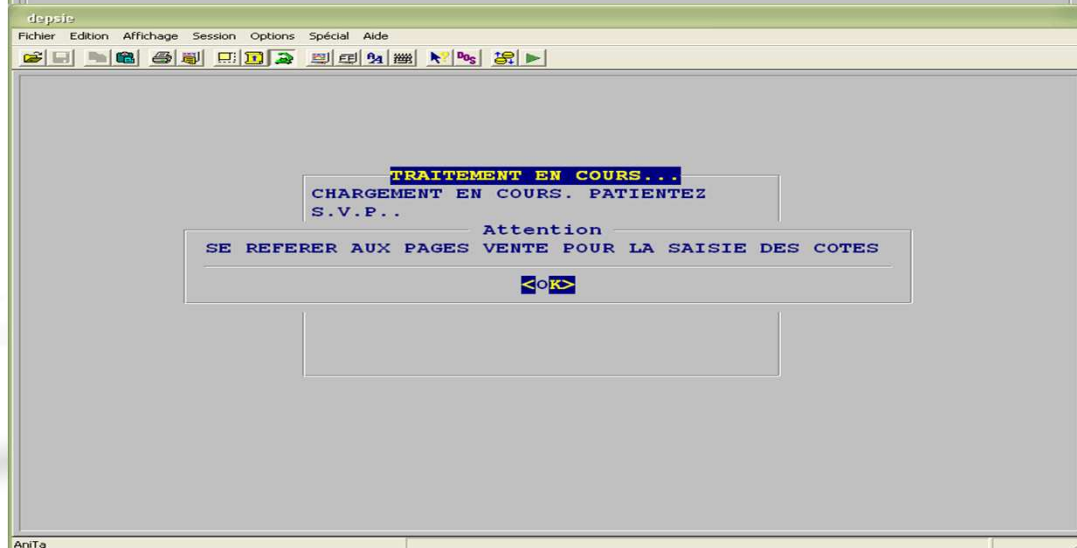 depsie
Fichier Edition Affichage Session Options Spécial Aide
DOS
TRAITEMENT EN COURS...
CHARGEMENT EN COURS. PATIENTEZ
S.V.P..
Attention
SE REFERER AUX PAGES VENTE POUR LA SAISIE DES COTES
<OK>
AniTa